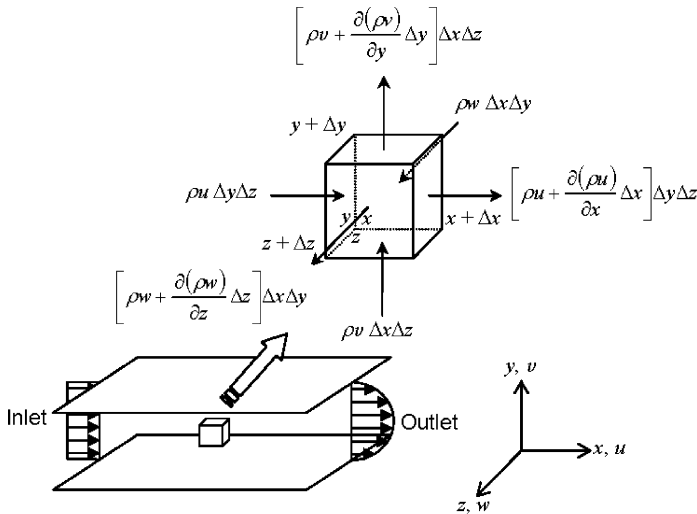 [ρv + ∂(ρv)/∂y Δy] ΔxΔz
y + Δy
ρw ΔxΔy
ρu ΔyΔz
[ρu + ∂(ρu)/∂x Δx] ΔyΔz
y x
z
x + Δx
z + Δz
[ρw + ∂(ρw)/∂z Δz] ΔxΔy
ρv ΔxΔz
y, v
Inlet
Outlet
x, u
z, w